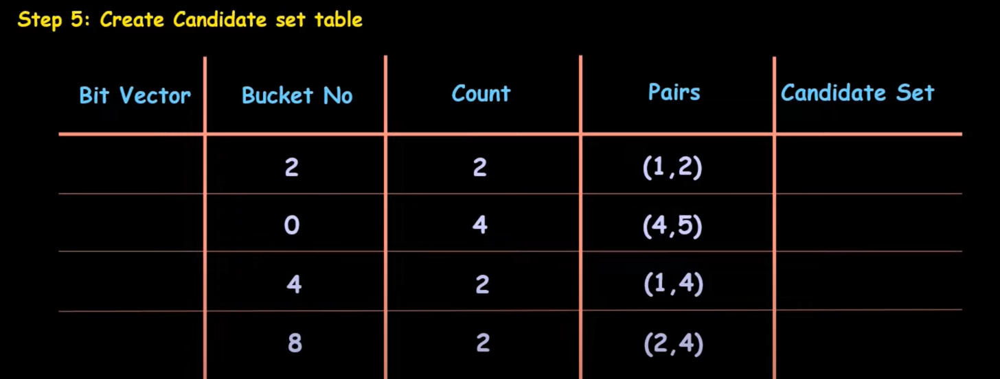 Step 5: Create Candidate set table
Bit Vector Bucket No Count Pairs Candidate Set
2 2 (1,2)
0 4 (4,5)
4 2 (1,4)
8 2 (2,4)